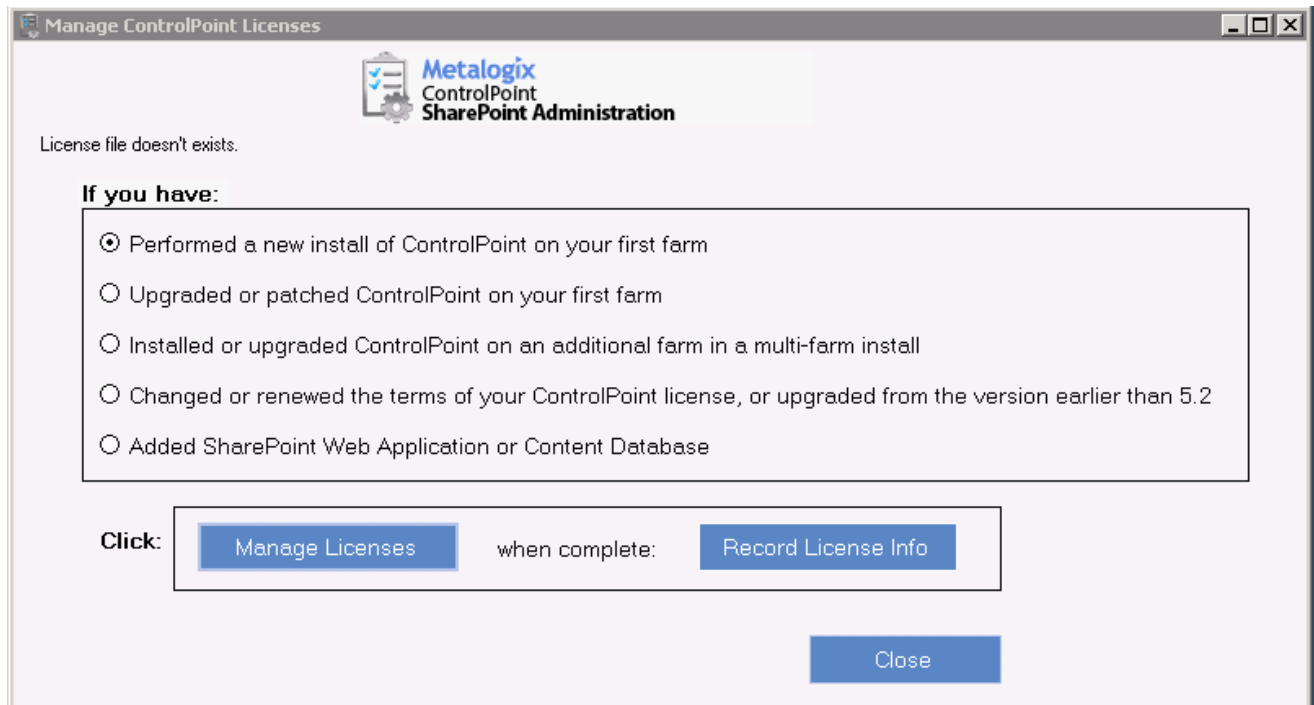 Manage ControlPoint Licenses
Metalogix
ControlPoint
SharePoint Administration
License file doesn't exists.
If you have:
Performed a new install of ControlPoint on your first farm
Upgraded or patched ControlPoint on your first farm
Installed or upgraded ControlPoint on an additional farm in a multi-farm install
Changed or renewed the terms of your ControlPoint license, or upgraded from the version earlier than 5.2
Added SharePoint Web Application or Content Database
Click: Manage Licenses when complete: Record License Info
Close